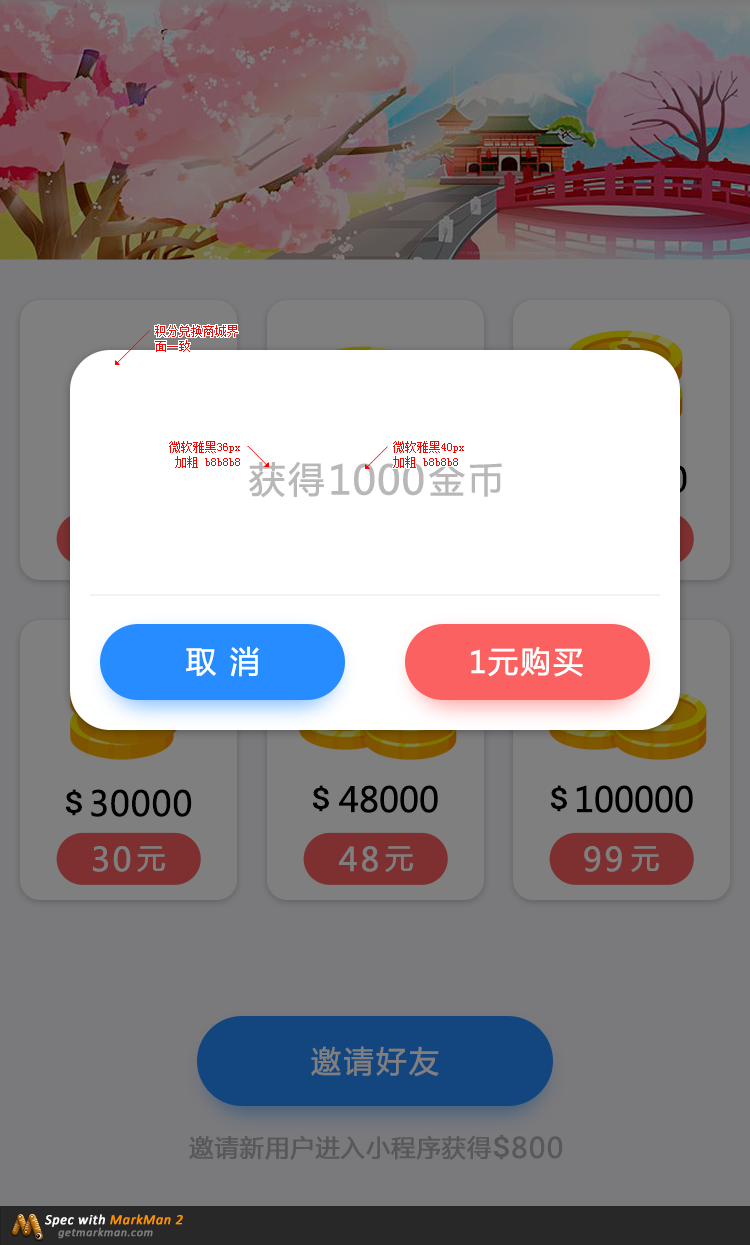 积分兑换商城界
面一致
微软雅黑36px
加粗 b8b8b8
微软雅黑40px
加粗 b8b8b8
获得1000金币
0
取 消
1元购买
$30000
$48000
$100000
30元
48元
99元
邀请好友
邀请新用户进入小程序获得$800
Spec with MarkMan 2
getmarkman.com